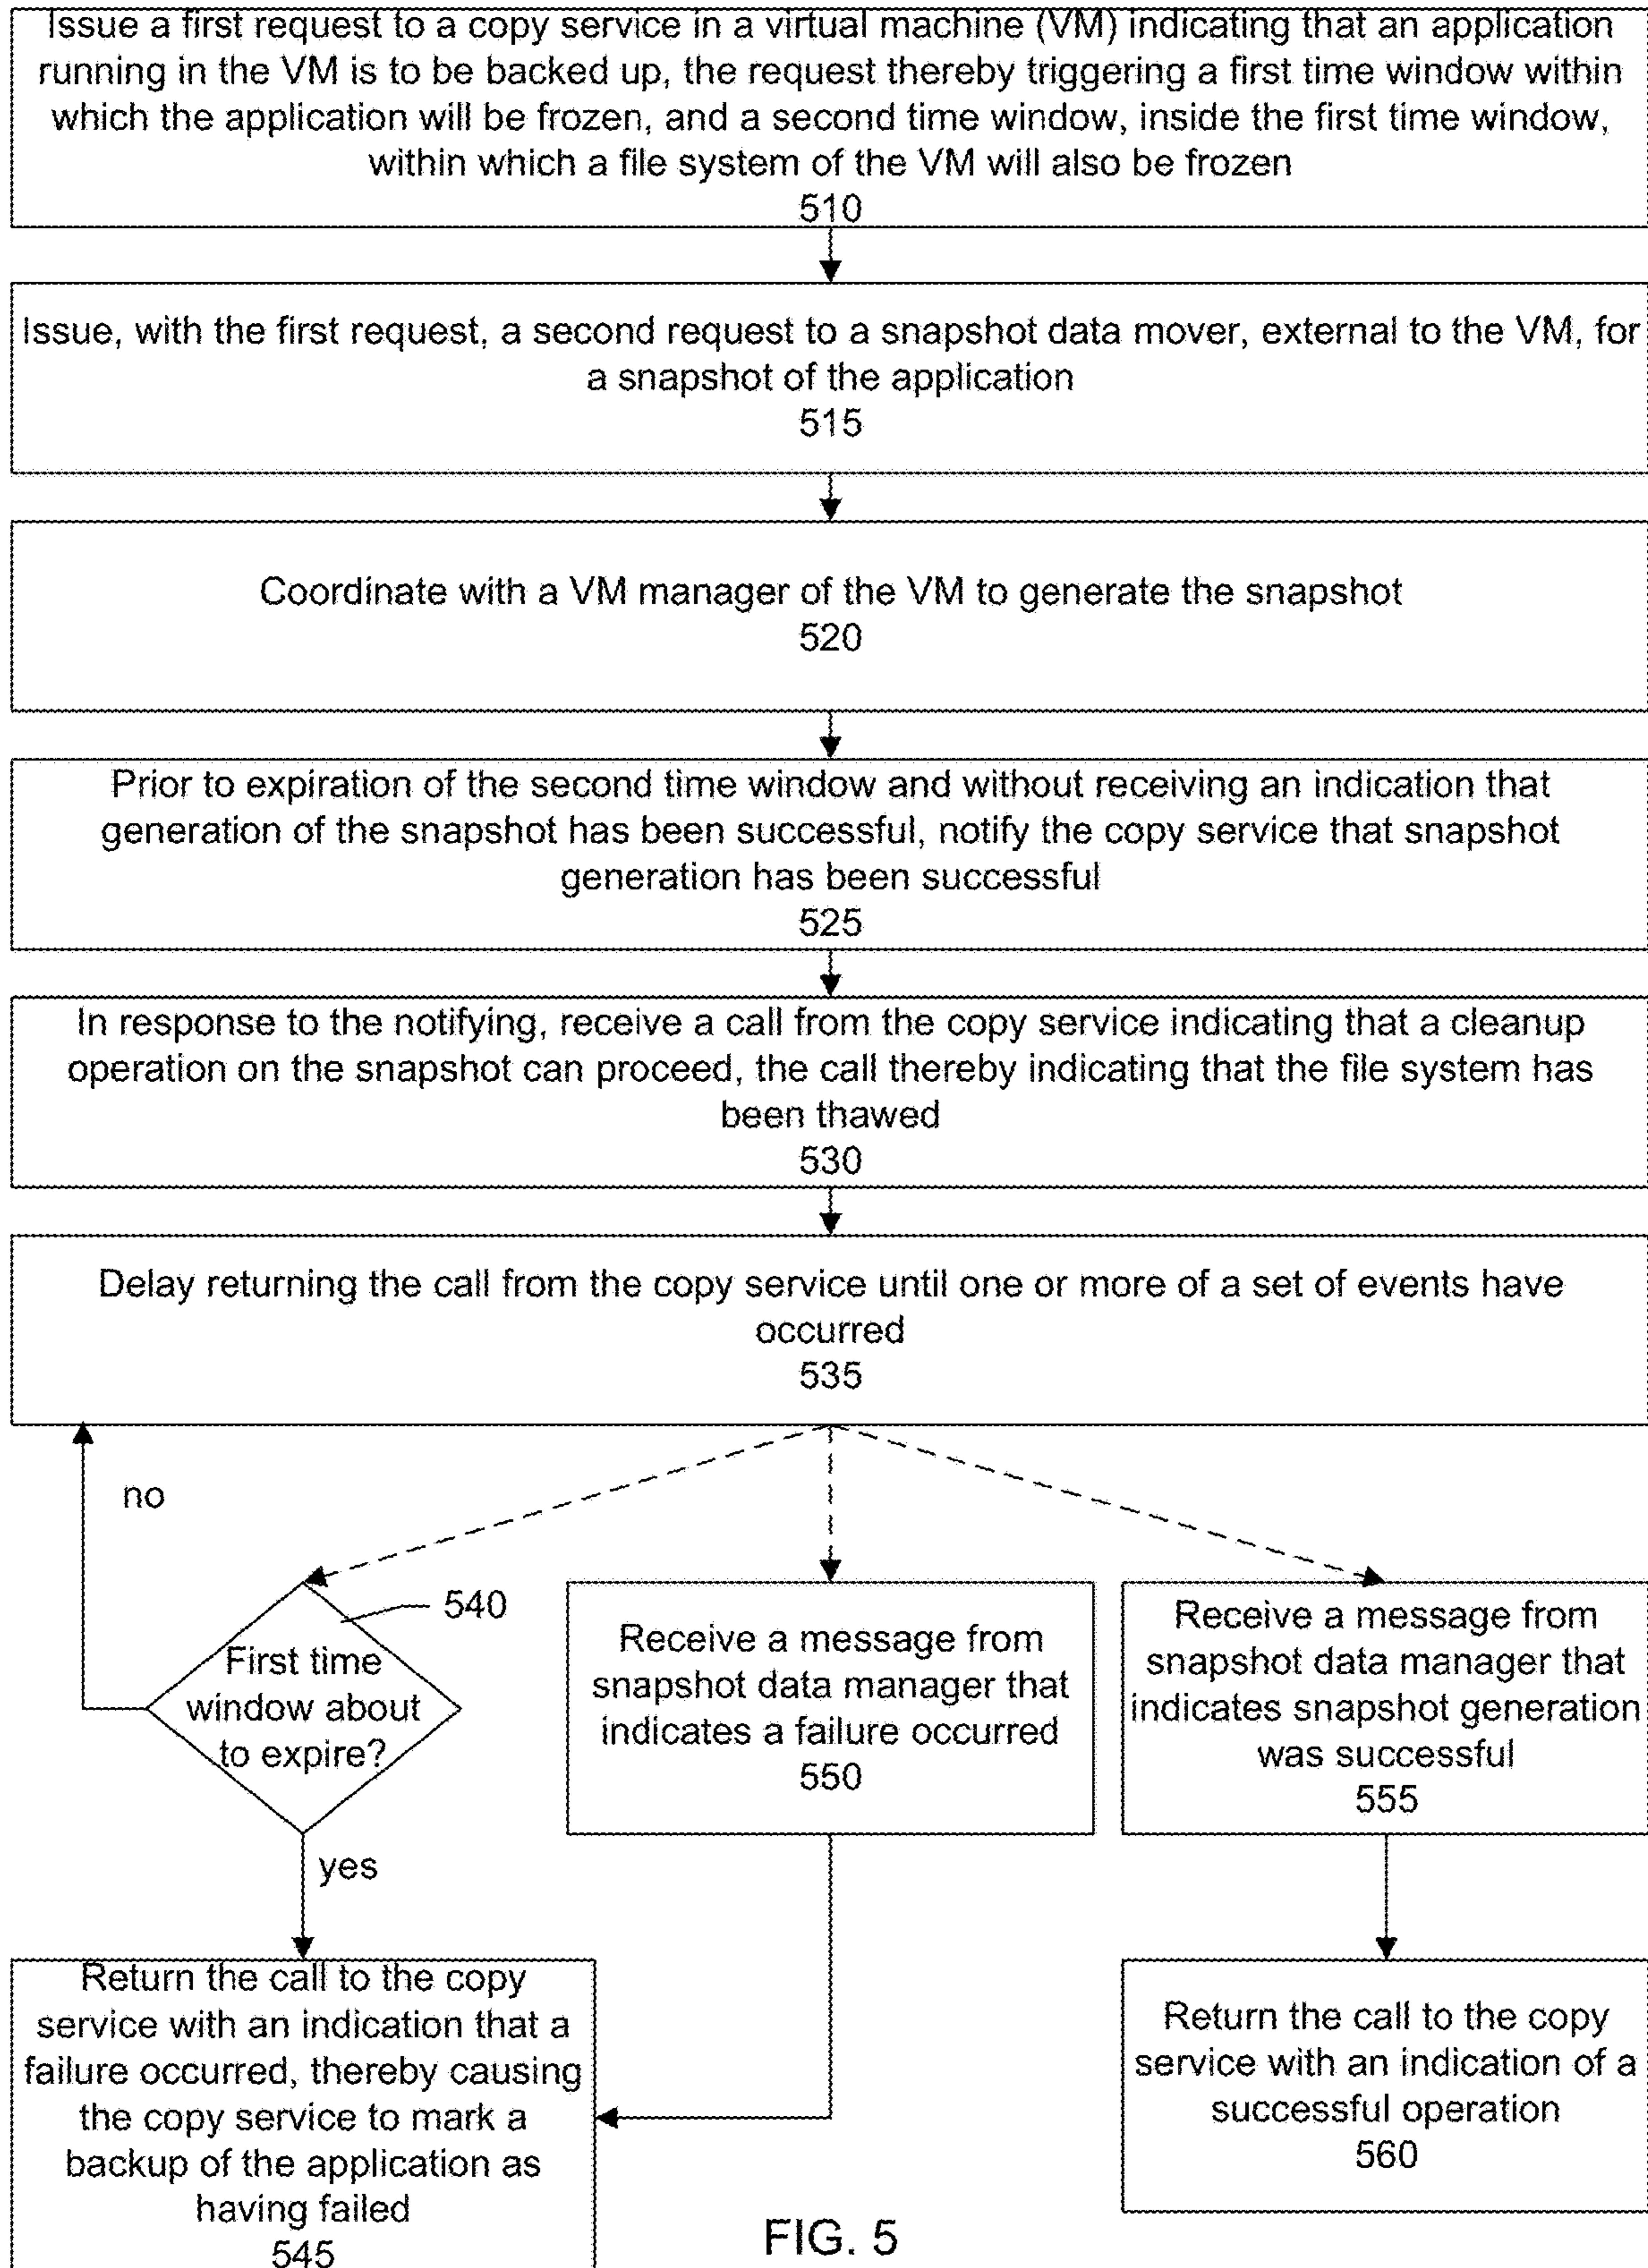 Issue a first request to a copy service in a virtual machine (VM) indicating that an application
running in the VM is to be backed up, the request thereby triggering a first time window within
which the application will be frozen, and a second time window, inside the first time window,
within which a file system of the VM will also be frozen
510
Issue, with the first request, a second request to a snapshot data mover, external to the VM, for
a snapshot of the application
515
Coordinate with a VM manager of the VM to generate the snapshot
520
Prior to expiration of the second time window and without receiving an indication that
generation of the snapshot has been successful, notify the copy service that snapshot
generation has been successful
525
In response to the notifying, receive a call from the copy service indicating that a cleanup
operation on the snapshot can proceed, the call thereby indicating that the file system has
been thawed
530
Delay returning the call from the copy service until one or more of a set of events have
occurred
535
no
540
First time
window about
to expire?
yes
Receive a message from
snapshot data manager that
indicates a failure occurred
550
Receive a message from
snapshot data manager that
indicates snapshot generation
was successful
555
Return the call to the copy
service with an indication that a
failure occurred, thereby causing
the copy service to mark a
backup of the application as
having failed
545
Return the call to the copy
service with an indication of a
successful operation
560
FIG. 5